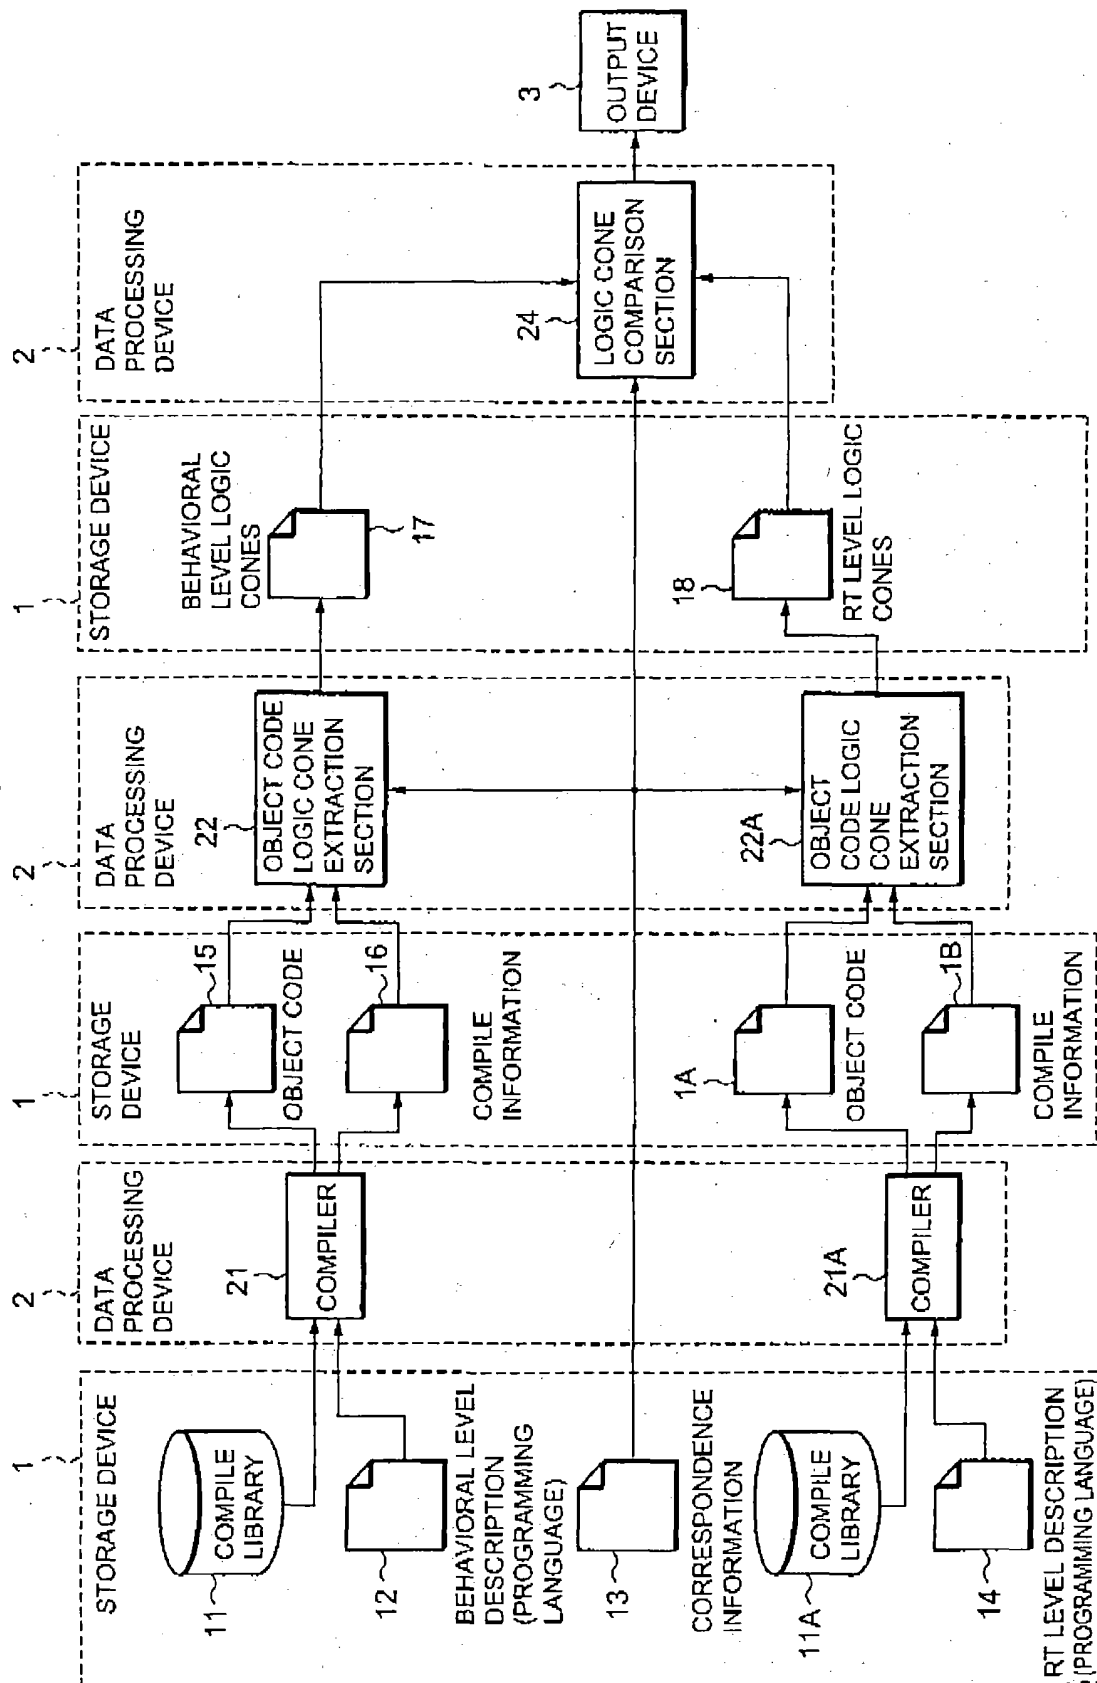 1
STORAGE DEVICE
COMPILE
LIBRARY
11
12
BEHAVIORAL LEVEL
DESCRIPTION
(PROGRAMMING
LANGUAGE)
13
CORRESPONDENCE
INFORMATION
COMPILE
LIBRARY
11A
14
RT LEVEL DESCRIPTION
(PROGRAMMING LANGUAGE)
2
DATA
PROCESSING
DEVICE
21
COMPILER
21A
COMPILER
1
STORAGE
DEVICE
15
OBJECT CODE
16
COMPILE
INFORMATION
1A
OBJECT CODE
1B
COMPILE
INFORMATION
2
DATA
PROCESSING
DEVICE
22
OBJECT CODE
LOGIC CONE
EXTRACTION
SECTION
22A
OBJECT
CODE LOGIC
CONE
EXTRACTION
SECTION
1
STORAGE DEVICE
BEHAVIORAL
LEVEL LOGIC
CONES
17
18
RT LEVEL LOGIC
CONES
2
DATA
PROCESSING
DEVICE
24
LOGIC CONE
COMPARISON
SECTION
3
OUTPUT
DEVICE